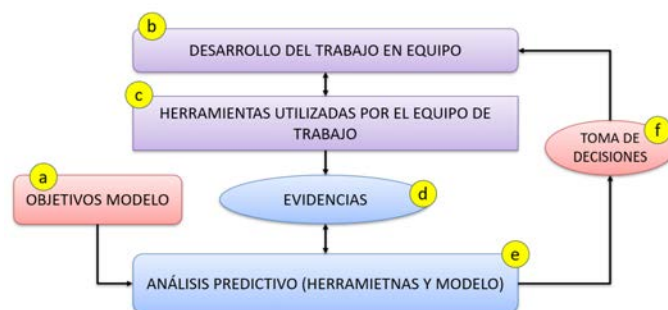 b
DESARROLLO DEL TRABAJO EN EQUIPO
c
HERRAMIENTAS UTILIZADAS POR EL EQUIPO DE
TRABAJO
f
TOMA DE
DECISIONES
a
OBJETIVOS MODELO
d
EVIDENCIAS
e
ANÁLISIS PREDICTIVO (HERRAMIETNAS Y MODELO)